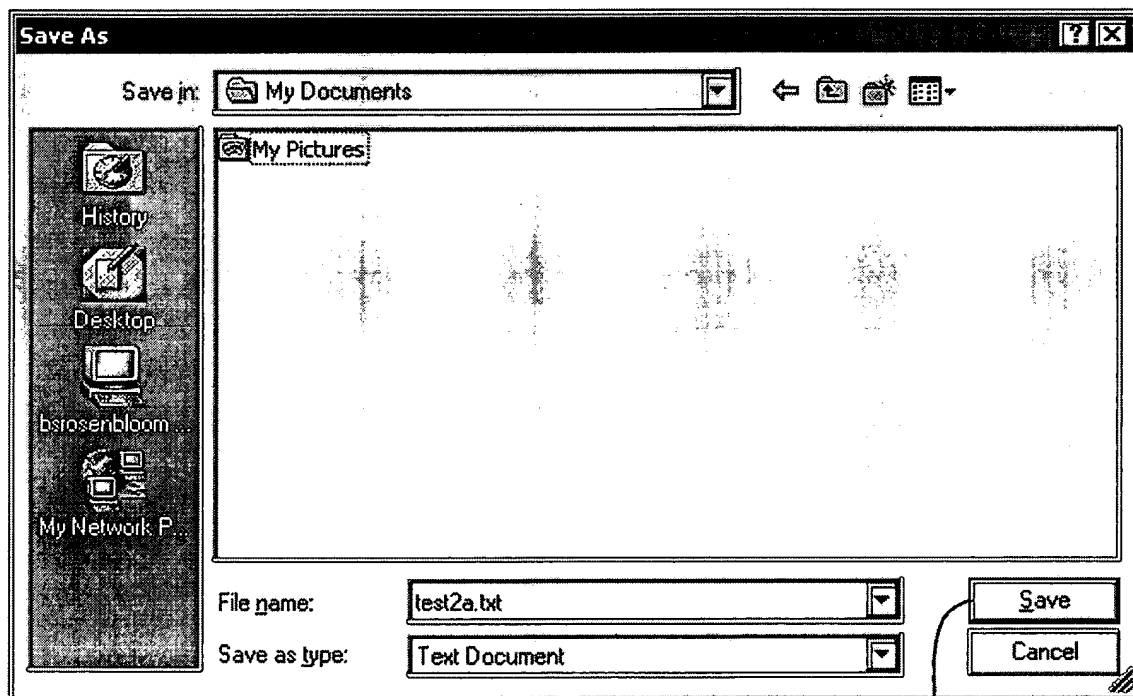 Save As
Save in: My Documents
My Pictures
History
Desktop
bsrosenbloom ...
My Network P...
File name: test2a.txt Save
Save as type: Text Document Cancel